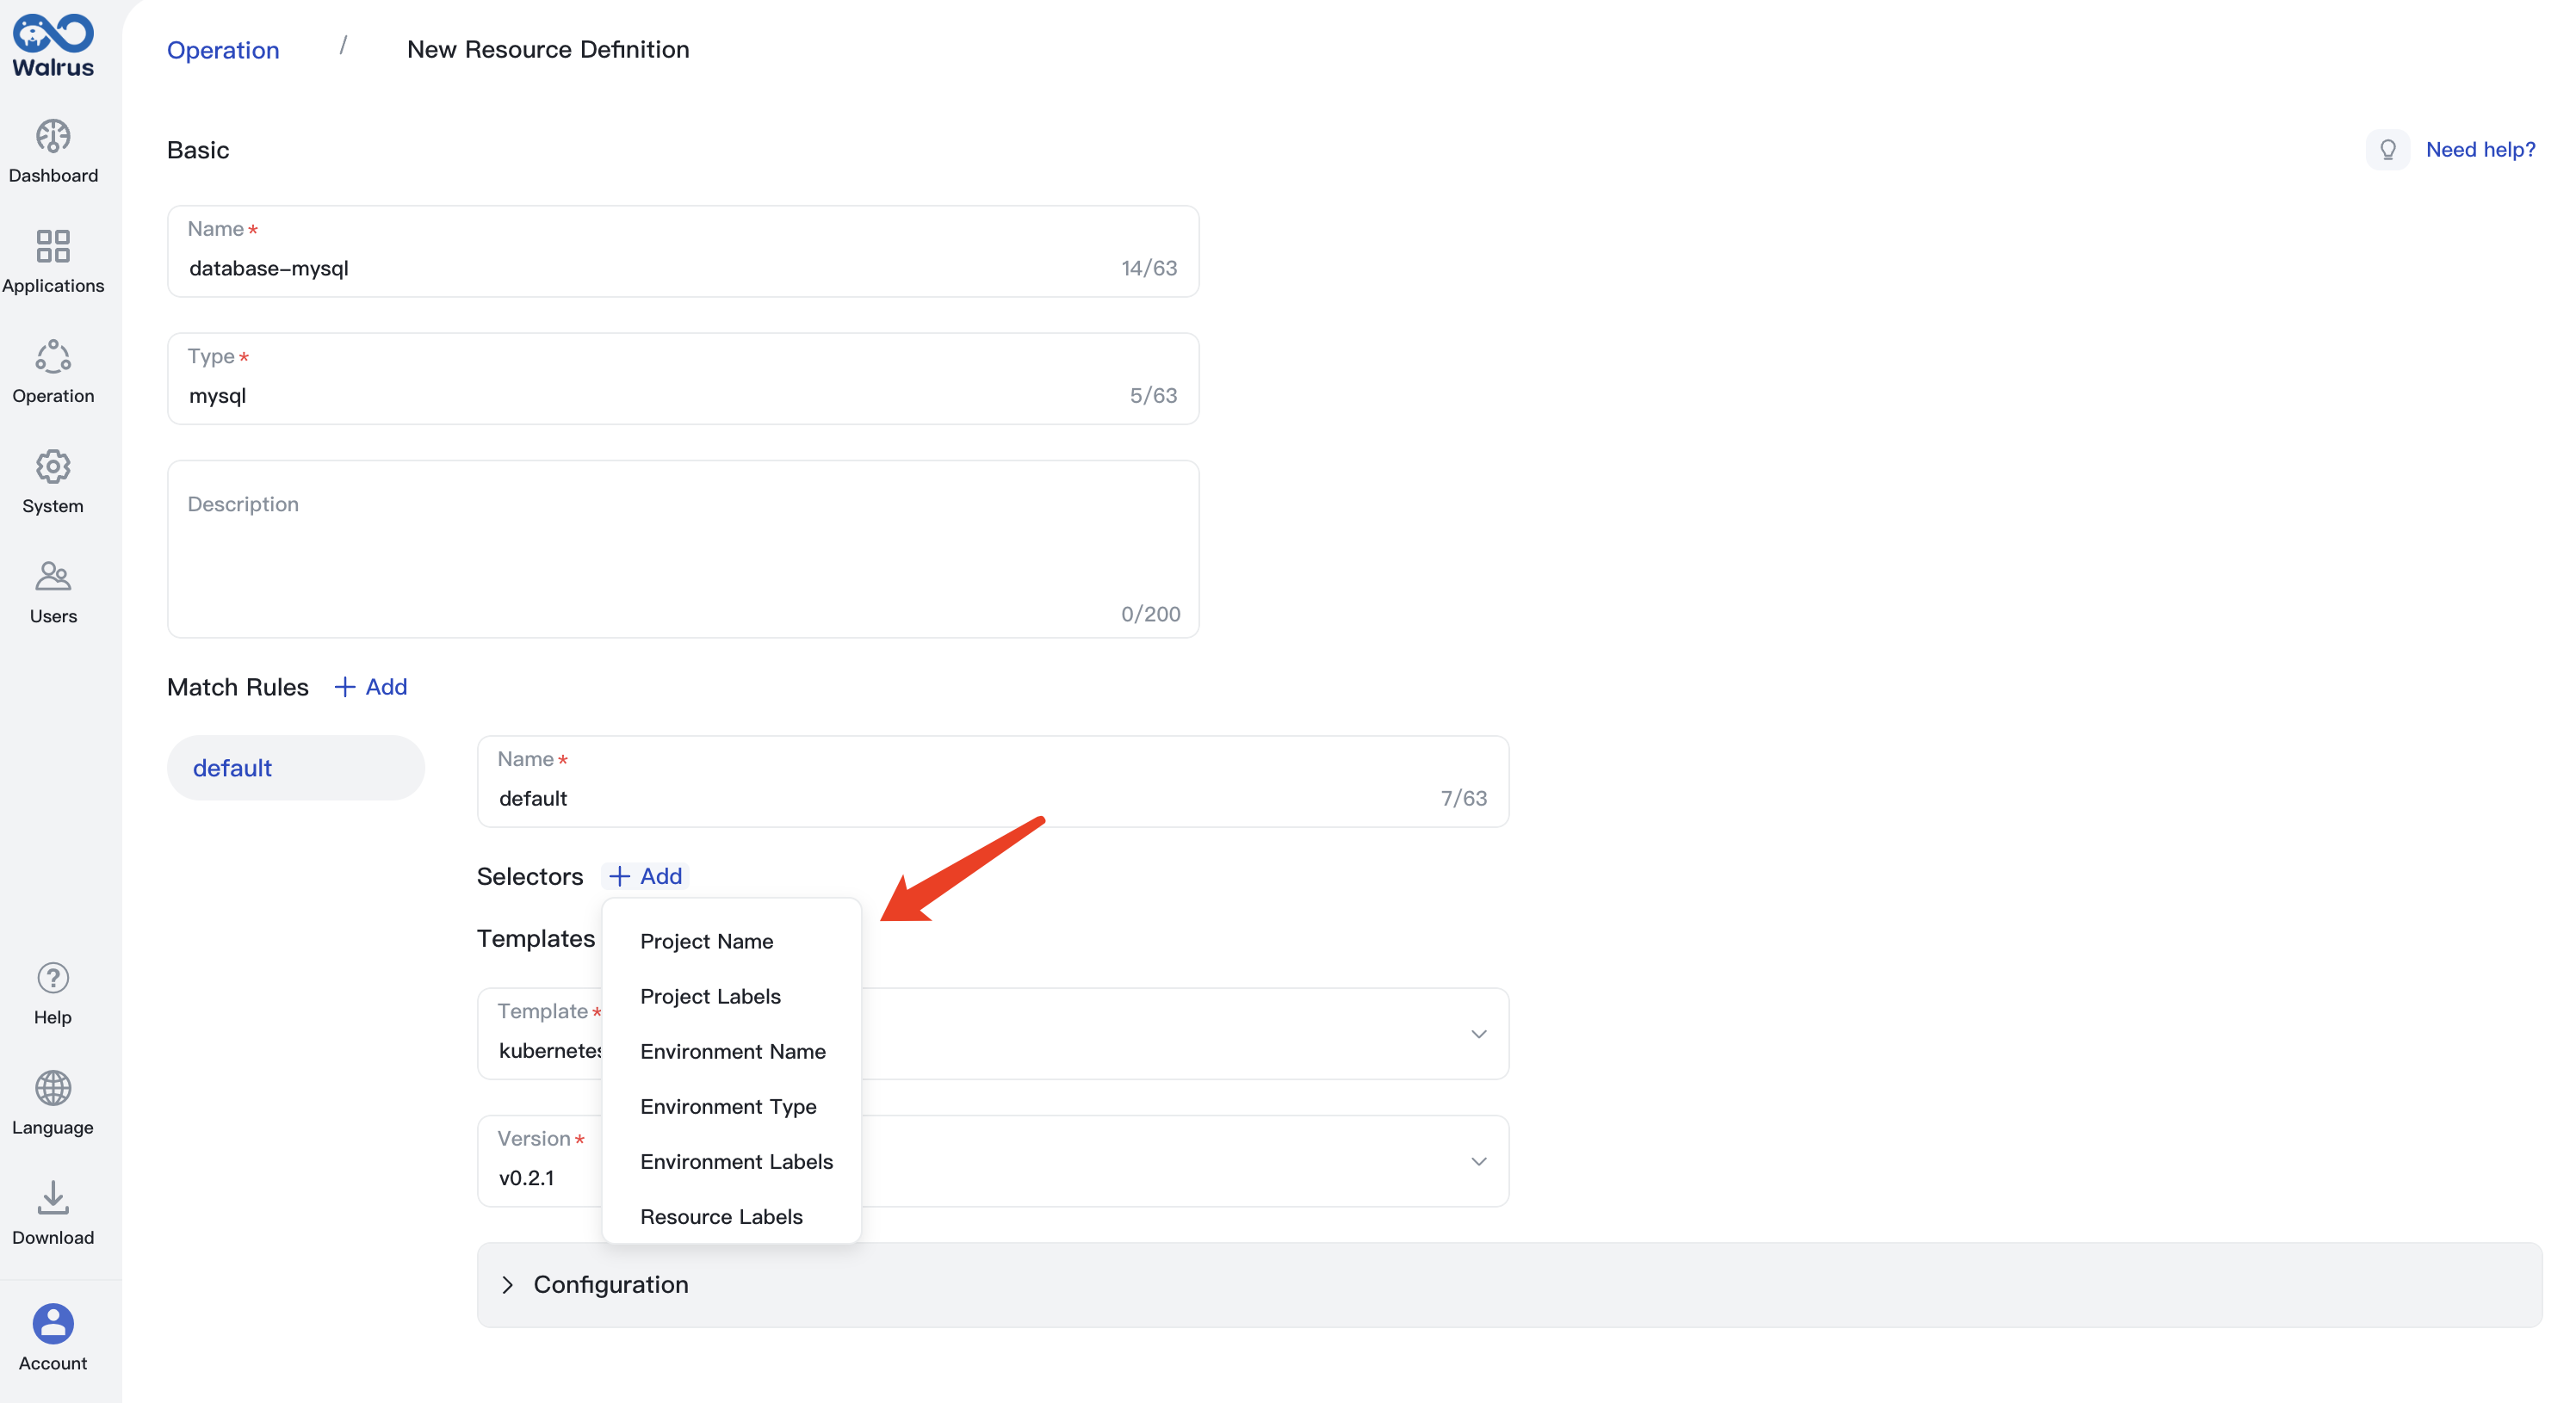 Walrus
Dashboard
Applications
Operation
System
Users
Help
Language
Download
Account
Operation / New Resource Definition
Basic
Need help?
Name *
database-mysql 14/63
Type *
mysql 5/63
Description
0/200
Match Rules + Add
default
Name *
default 7/63
Selectors + Add
Project Name
Project Labels
Environment Name
Environment Type
Environment Labels
Resource Labels
Templates
Template *
kubernetes
Version *
v0.2.1
Configuration